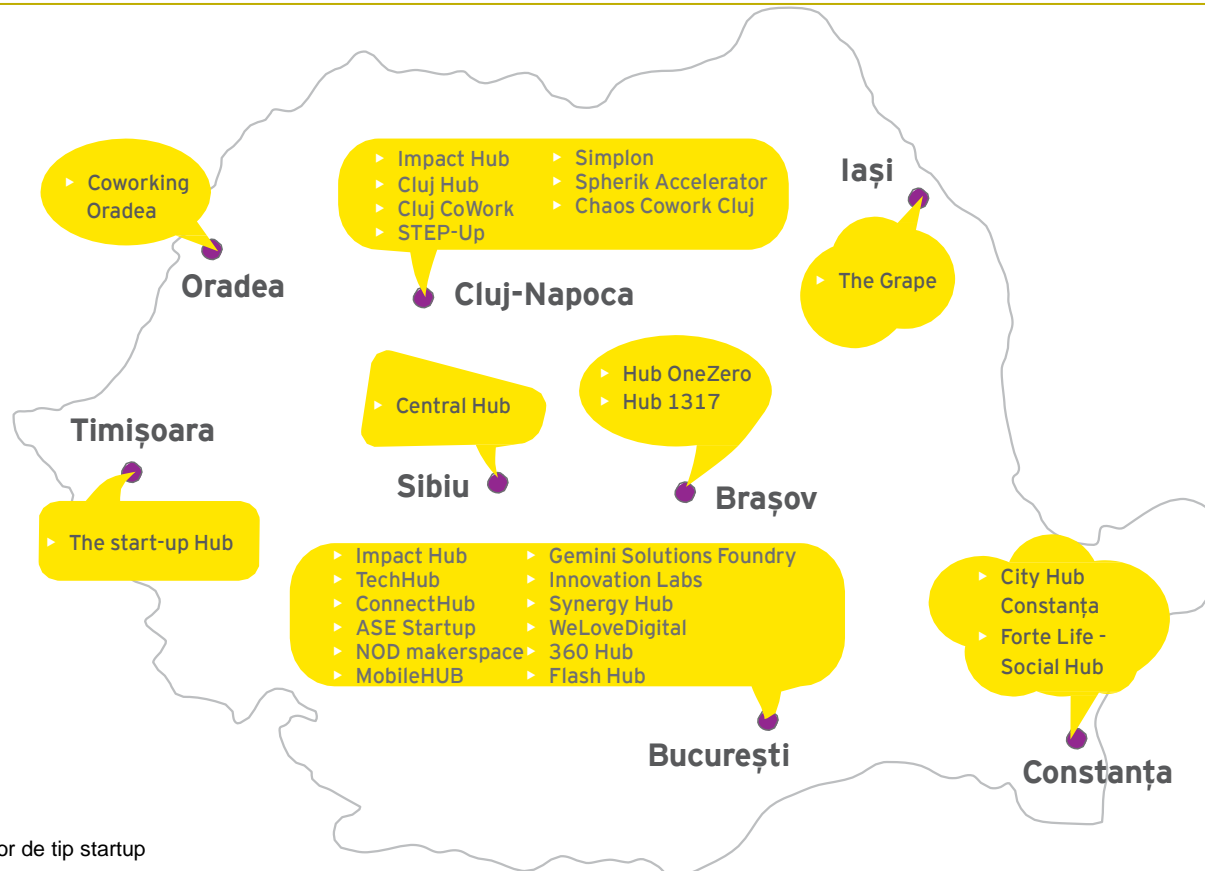 Coworking
Oradea
Oradea
Impact Hub
Cluj Hub
Cluj CoWork
STEP-Up
Simplon
Spherik Accelerator
Chaos Cowork Cluj
Cluj-Napoca
Iași
The Grape
Timișoara
The start-up Hub
Central Hub
Sibiu
Hub OneZero
Hub 1317
Brașov
Impact Hub
TechHub
ConnectHub
ASE Startup
NOD makerspace
MobileHUB
Gemini Solutions Foundry
Innovation Labs
Synergy Hub
WeLoveDigital
360 Hub
Flash Hub
București
City Hub
Constanța
Forte Life -
Social Hub
Constanța
or de tip startup